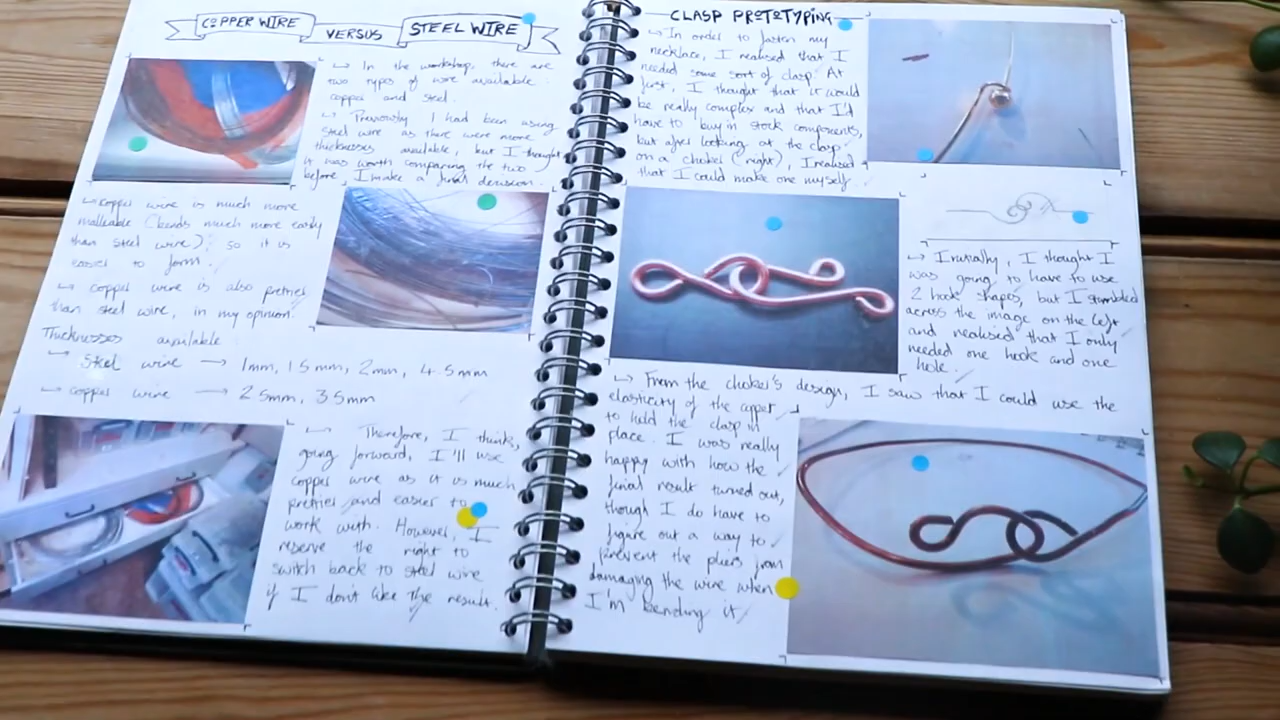 COPPER WIRE VERSUS STEEL WIRE
↳ In the workshop, there are
two types of wire available:
copper and steel.
↳ Previously I had been using
steel wire as there were more
thicknesses available, but I thought
it was worth comparing the two
before I make a final decision.
↳ Copper wire is much more
malleable (bends much more easily
than steel wire), so it is
easier to form.
↳ copper wire is also prettier
than steel wire, in my opinion.
Thicknesses available
↳ Steel wire → 1mm, 1.5mm, 2mm, 4.5mm
↳ copper wire → 2.5mm, 3.5mm
↳ Therefore, I think,
going forward, I'll use
copper wire as it is much
prettier and easier to
work with. However, I
reserve the right to
switch back to steel wire
if I don't like the result.
CLASP PROTOTYPING
↳ In order to fasten my
necklace, I realised that I
needed some sort of clasp. At
first, I thought that it would
be really complex and that I'd
have to buy in stock components,
but after looking at the clasp
on a choker (right), I realised
that I could make one myself.
↳ Initially, I thought I
was going to have to use
2 hook shapes, but I stumbled
across the image on the left
and realised that I only
needed one hook and one
hole.
↳ From the choker's design, I saw that I could use the
elasticity of the copper
to hold the clasp in
place. I was really
happy with how the
final result turned out,
though I do have to
figure out a way to
prevent the pliers from
damaging the wire when
I'm bending it